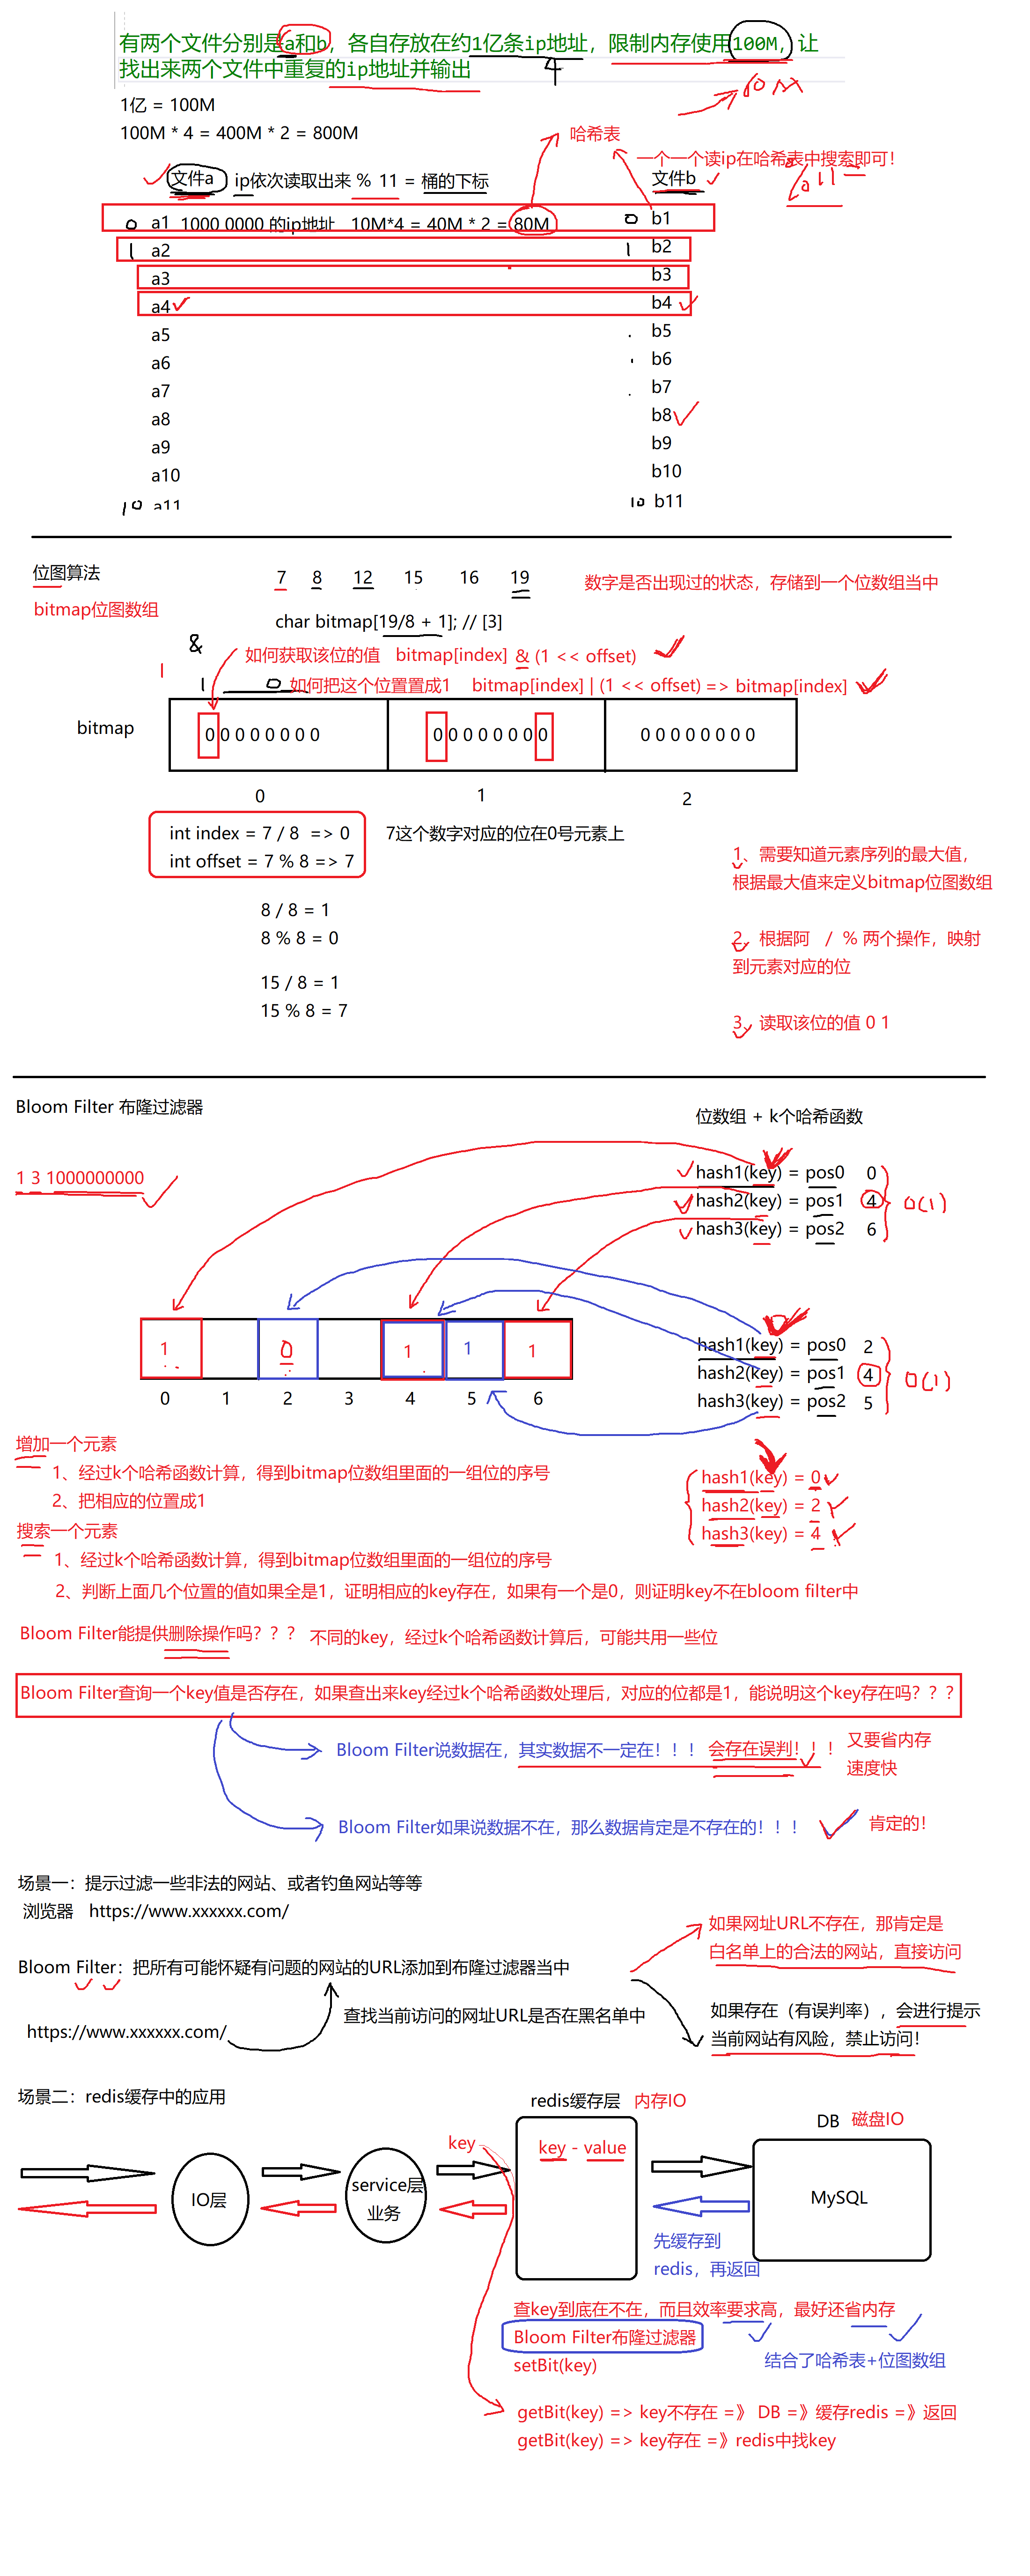 有两个文件分别是a和b，各自存放在约1亿条ip地址，限制内存使用100M，让
找出来两个文件中重复的ip地址并输出
4
60M
1亿 = 100M
100M * 4 = 400M * 2 = 800M
哈希表
一个一个读ip在哈希表中搜索即可！
文件a ip依次读取出来 % 11 = 桶的下标 文件b
0 a1 1000 0000 的ip地址 10M*4 = 40M * 2 = 80M 0 b1
1 a2 1 b2
a3 b3
a4 b4
a5 b5
a6 b6
a7 b7
a8 b8
a9 b9
a10 b10
10 a11 10 b11
位图算法 7 8 12 15 16 19 数字是否出现过的状态，存储到一个位数组当中
bitmap位图数组
char bitmap[19/8 + 1]; // [3]
&
如何获取该位的值 bitmap[index] & (1 << offset)
1 0 如何把这个位置置成1 bitmap[index] | (1 << offset) => bitmap[index]
bitmap 0 0 0 0 0 0 0 0 0 0 0 0 0 0 0 0 0 0 0 0 0 0 0 0
0 1 2
int index = 7 / 8 => 0 7这个数字对应的位在0号元素上
int offset = 7 % 8 => 7
1、需要知道元素序列的最大值，
根据最大值来定义bitmap位图数组
8 / 8 = 1
8 % 8 = 0
2、根据阿 / % 两个操作，映射
到元素对应的位
15 / 8 = 1
15 % 8 = 7
3、读取该位的值 0 1
Bloom Filter 布隆过滤器 位数组 + k个哈希函数
1 3 1000000000
hash1(key) = pos0 0
hash2(key) = pos1 4 O(1)
hash3(key) = pos2 6
1 0 1 1 1
0 1 2 3 4 5 6
hash1(key) = pos0 2
hash2(key) = pos1 4 O(1)
hash3(key) = pos2 5
增加一个元素
1、经过k个哈希函数计算，得到bitmap位数组里面的一组位的序号
2、把相应的位置成1
hash1(key) = 0
hash2(key) = 2
hash3(key) = 4
搜索一个元素
1、经过k个哈希函数计算，得到bitmap位数组里面的一组位的序号
2、判断上面几个位置的值如果全是1，证明相应的key存在，如果有一个是0，则证明key不在bloom filter中
Bloom Filter能提供删除操作吗？？？ 不同的key，经过k个哈希函数计算后，可能共用一些位
Bloom Filter查询一个key值是否存在，如果查出来key经过k个哈希函数处理后，对应的位都是1，能说明这个key存在吗？？？
Bloom Filter说数据在，其实数据不一定在！！！ 会存在误判！！！ 又要省内存
速度快
Bloom Filter如果说数据不在，那么数据肯定是不存在的！！！ 肯定的！
场景一：提示过滤一些非法的网站、或者钓鱼网站等等
浏览器 https://www.xxxxxx.com/
如果网址URL不存在，那肯定是
白名单上的合法的网站，直接访问
Bloom Filter：把所有可能怀疑有问题的网站的URL添加到布隆过滤器当中
查找当前访问的网址URL是否在黑名单中
https://www.xxxxxx.com/
如果存在（有误判率），会进行提示
当前网站有风险，禁止访问！
场景二：redis缓存中的应用
redis缓存层 内存IO
DB 磁盘IO
key
key - value
IO层
service层
业务
MySQL
先缓存到
redis，再返回
查key到底在不在，而且效率要求高，最好还省内存
Bloom Filter布隆过滤器
结合了哈希表+位图数组
setBit(key)
getBit(key) => key不存在 =》 DB =》缓存redis =》返回
getBit(key) => key存在 =》redis中找key